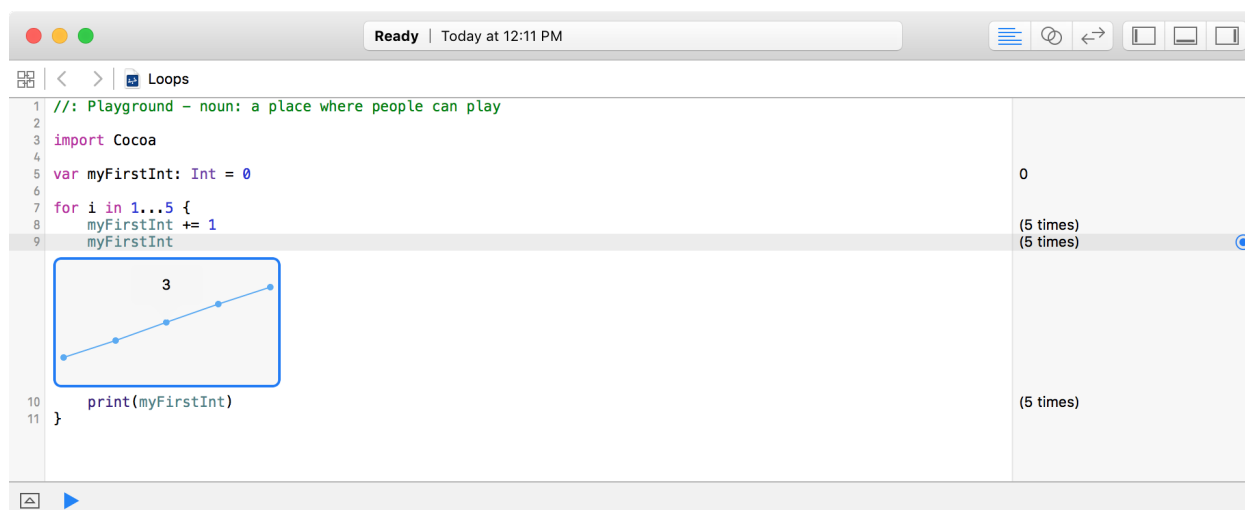 Ready | Today at 12:11 PM
Loops
1 //: Playground – noun: a place where people can play
2
3 import Cocoa
4
5 var myFirstInt: Int = 0 0
6
7 for i in 1...5 {
8 myFirstInt += 1 (5 times)
9 myFirstInt (5 times)
3
10 print(myFirstInt) (5 times)
11 }